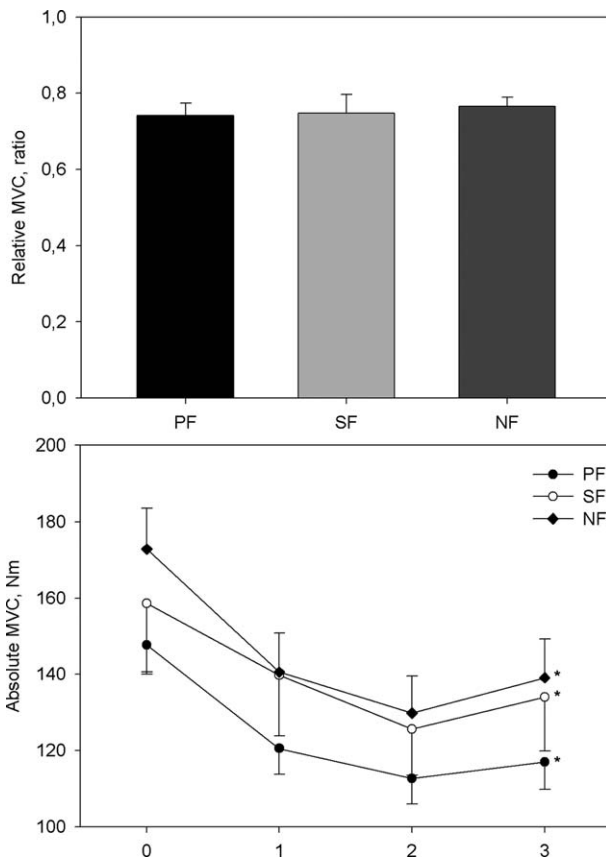 Relative MVC, ratio
1,0
0,8
0,6
0,4
0,2
0,0
PF SF NF
Absolute MVC, Nm
200
180
160
140
120
100
PF
SF
NF
*
*
*
0 1 2 3